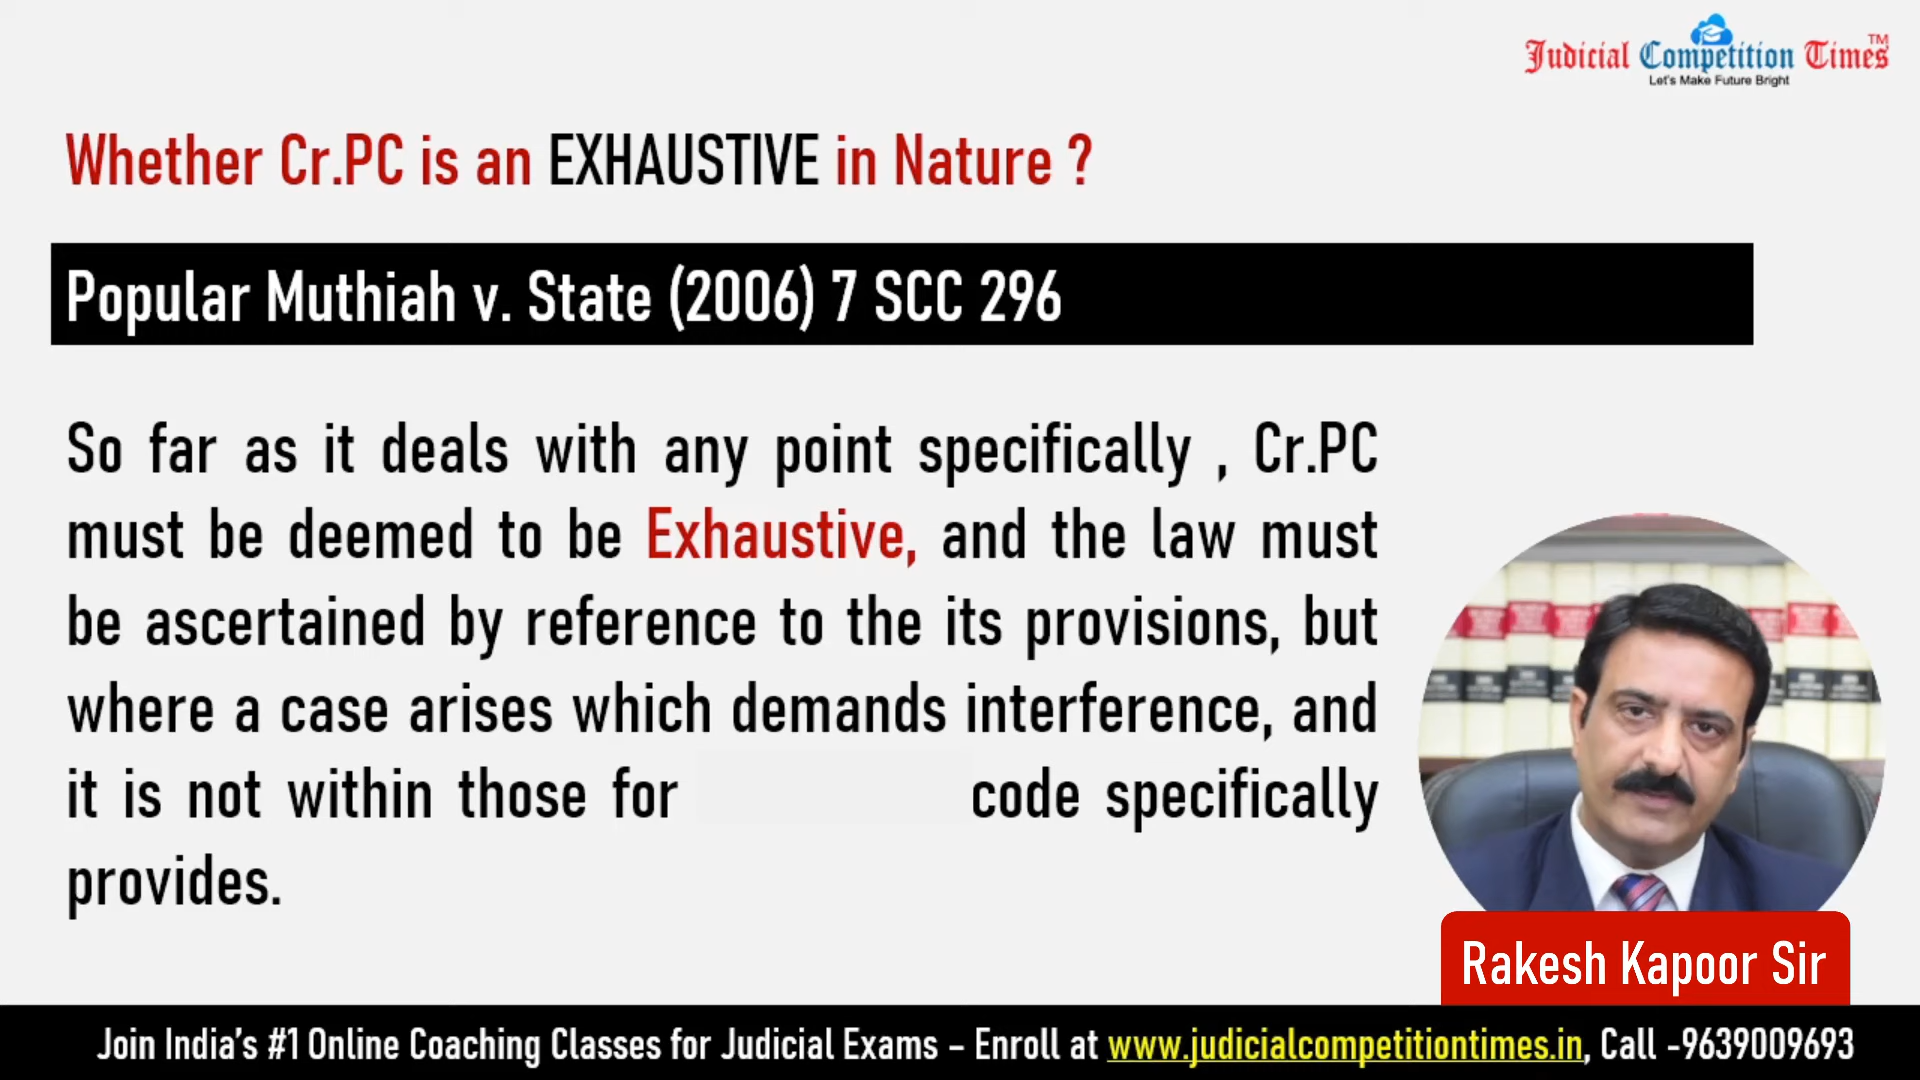 Judicial Competition Times™
Let's Make Future Bright
Whether Cr.PC is an EXHAUSTIVE in Nature ?
Popular Muthiah v. State (2006) 7 SCC 296
So far as it deals with any point specifically , Cr.PC
must be deemed to be Exhaustive, and the law must
be ascertained by reference to the its provisions, but
where a case arises which demands interference, and
it is not within those for code specifically
provides.
Rakesh Kapoor Sir
Join India's #1 Online Coaching Classes for Judicial Exams – Enroll at www.judicialcompetitiontimes.in, Call -9639009693